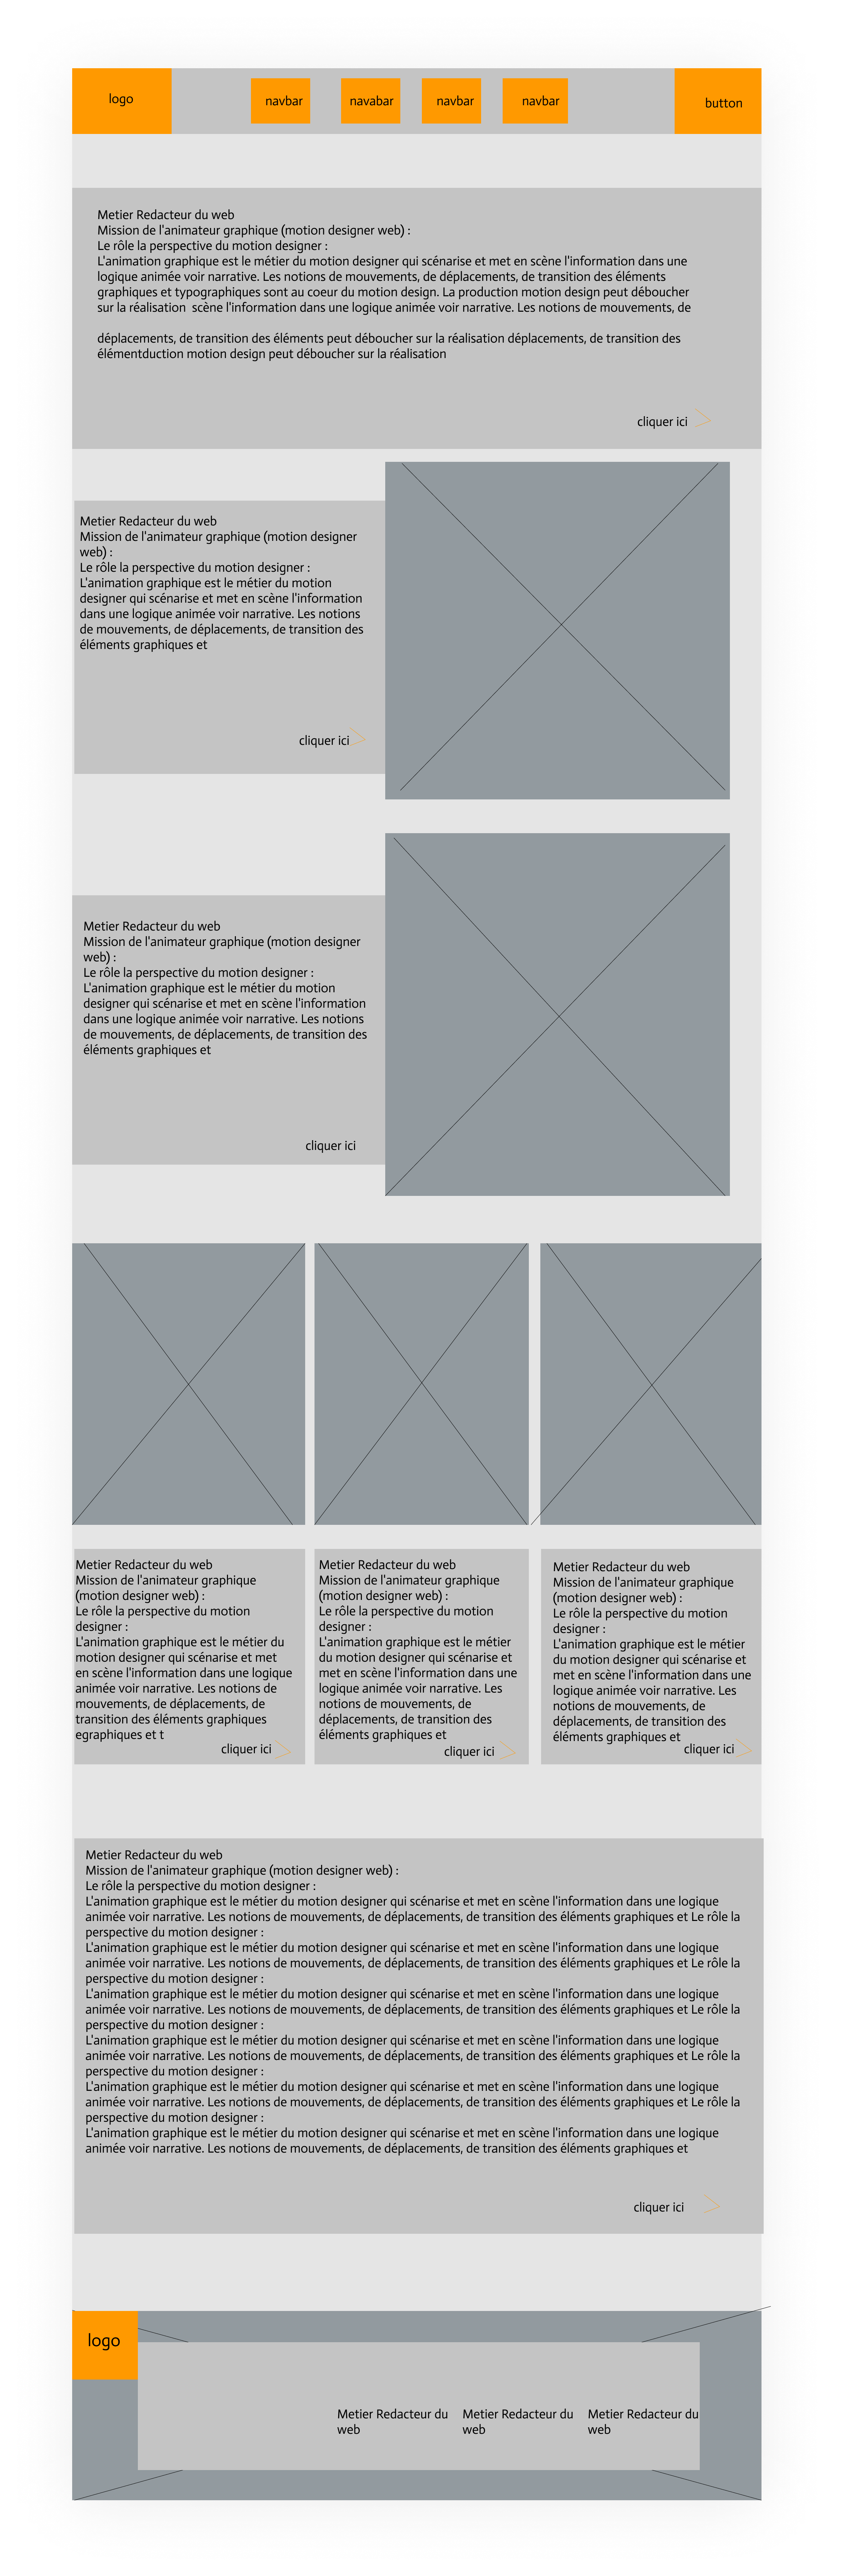 logo
navbar
navabar
navbar
navbar
button
Metier Redacteur du web
Mission de l'animateur graphique (motion designer web) :
Le rôle la perspective du motion designer :
L'animation graphique est le métier du motion designer qui scénarise et met en scène l'information dans une
logique animée voir narrative. Les notions de mouvements, de déplacements, de transition des éléments
graphiques et typographiques sont au coeur du motion design. La production motion design peut déboucher
sur la réalisation  scène l'information dans une logique animée voir narrative. Les notions de mouvements, de
déplacements, de transition des éléments peut déboucher sur la réalisation déplacements, de transition des
élémentduction motion design peut déboucher sur la réalisation
cliquer ici
Metier Redacteur du web
Mission de l'animateur graphique (motion designer
web) :
Le rôle la perspective du motion designer :
L'animation graphique est le métier du motion
designer qui scénarise et met en scène l'information
dans une logique animée voir narrative. Les notions
de mouvements, de déplacements, de transition des
éléments graphiques et
cliquer ici
Metier Redacteur du web
Mission de l'animateur graphique (motion designer
web) :
Le rôle la perspective du motion designer :
L'animation graphique est le métier du motion
designer qui scénarise et met en scène l'information
dans une logique animée voir narrative. Les notions
de mouvements, de déplacements, de transition des
éléments graphiques et
cliquer ici
Metier Redacteur du web
Mission de l'animateur graphique
(motion designer web) :
Le rôle la perspective du motion
designer :
L'animation graphique est le métier du
motion designer qui scénarise et met
en scène l'information dans une logique
animée voir narrative. Les notions de
mouvements, de déplacements, de
transition des éléments graphiques
egraphiques et t
cliquer ici
Metier Redacteur du web
Mission de l'animateur graphique
(motion designer web) :
Le rôle la perspective du motion
designer :
L'animation graphique est le métier
du motion designer qui scénarise et
met en scène l'information dans une
logique animée voir narrative. Les
notions de mouvements, de
déplacements, de transition des
éléments graphiques et
cliquer ici
Metier Redacteur du web
Mission de l'animateur graphique
(motion designer web) :
Le rôle la perspective du motion
designer :
L'animation graphique est le métier
du motion designer qui scénarise et
met en scène l'information dans une
logique animée voir narrative. Les
notions de mouvements, de
déplacements, de transition des
éléments graphiques et
cliquer ici
Metier Redacteur du web
Mission de l'animateur graphique (motion designer web) :
Le rôle la perspective du motion designer :
L'animation graphique est le métier du motion designer qui scénarise et met en scène l'information dans une logique
animée voir narrative. Les notions de mouvements, de déplacements, de transition des éléments graphiques et Le rôle la
perspective du motion designer :
L'animation graphique est le métier du motion designer qui scénarise et met en scène l'information dans une logique
animée voir narrative. Les notions de mouvements, de déplacements, de transition des éléments graphiques et Le rôle la
perspective du motion designer :
L'animation graphique est le métier du motion designer qui scénarise et met en scène l'information dans une logique
animée voir narrative. Les notions de mouvements, de déplacements, de transition des éléments graphiques et Le rôle la
perspective du motion designer :
L'animation graphique est le métier du motion designer qui scénarise et met en scène l'information dans une logique
animée voir narrative. Les notions de mouvements, de déplacements, de transition des éléments graphiques et Le rôle la
perspective du motion designer :
L'animation graphique est le métier du motion designer qui scénarise et met en scène l'information dans une logique
animée voir narrative. Les notions de mouvements, de déplacements, de transition des éléments graphiques et Le rôle la
perspective du motion designer :
L'animation graphique est le métier du motion designer qui scénarise et met en scène l'information dans une logique
animée voir narrative. Les notions de mouvements, de déplacements, de transition des éléments graphiques et
cliquer ici
logo
Metier Redacteur du
web
Metier Redacteur du
web
Metier Redacteur du
web